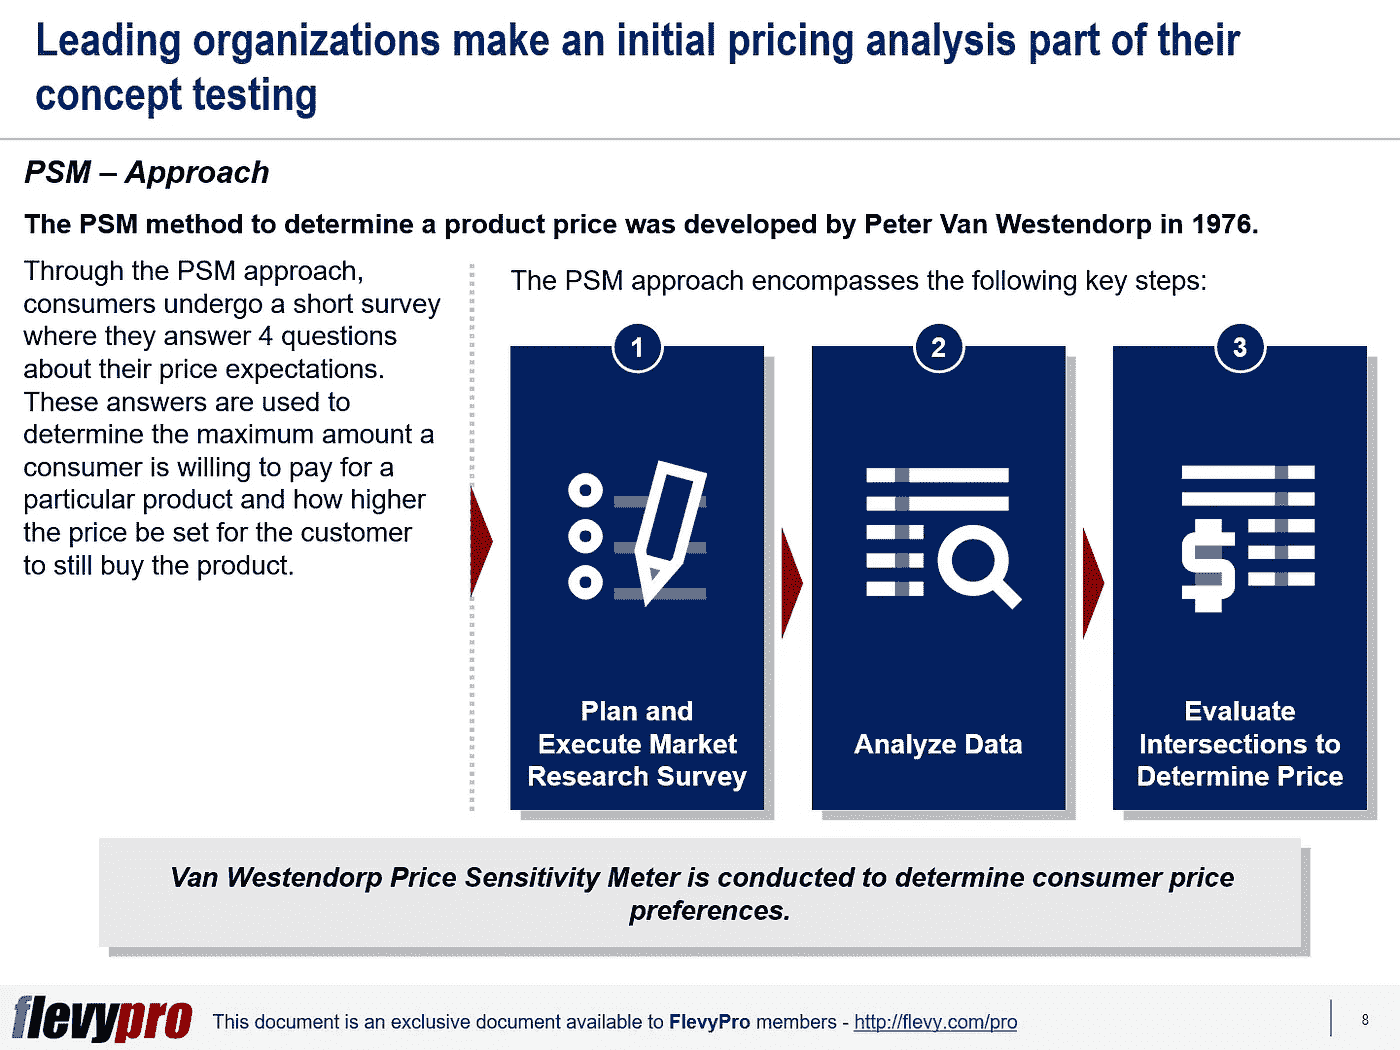 Leading organizations make an initial pricing analysis part of their
concept testing
PSM – Approach
The PSM method to determine a product price was developed by Peter Van Westendorp in 1976.
Through the PSM approach,
consumers undergo a short survey
where they answer 4 questions
about their price expectations.
These answers are used to
determine the maximum amount a
consumer is willing to pay for a
particular product and how higher
the price be set for the customer
to still buy the product.
The PSM approach encompasses the following key steps:
1
Plan and
Execute Market
Research Survey
2
Analyze Data
3
Evaluate
Intersections to
Determine Price
Van Westendorp Price Sensitivity Meter is conducted to determine consumer price
preferences.
flevypro
This document is an exclusive document available to FlevyPro members - http://flevy.com/pro
8